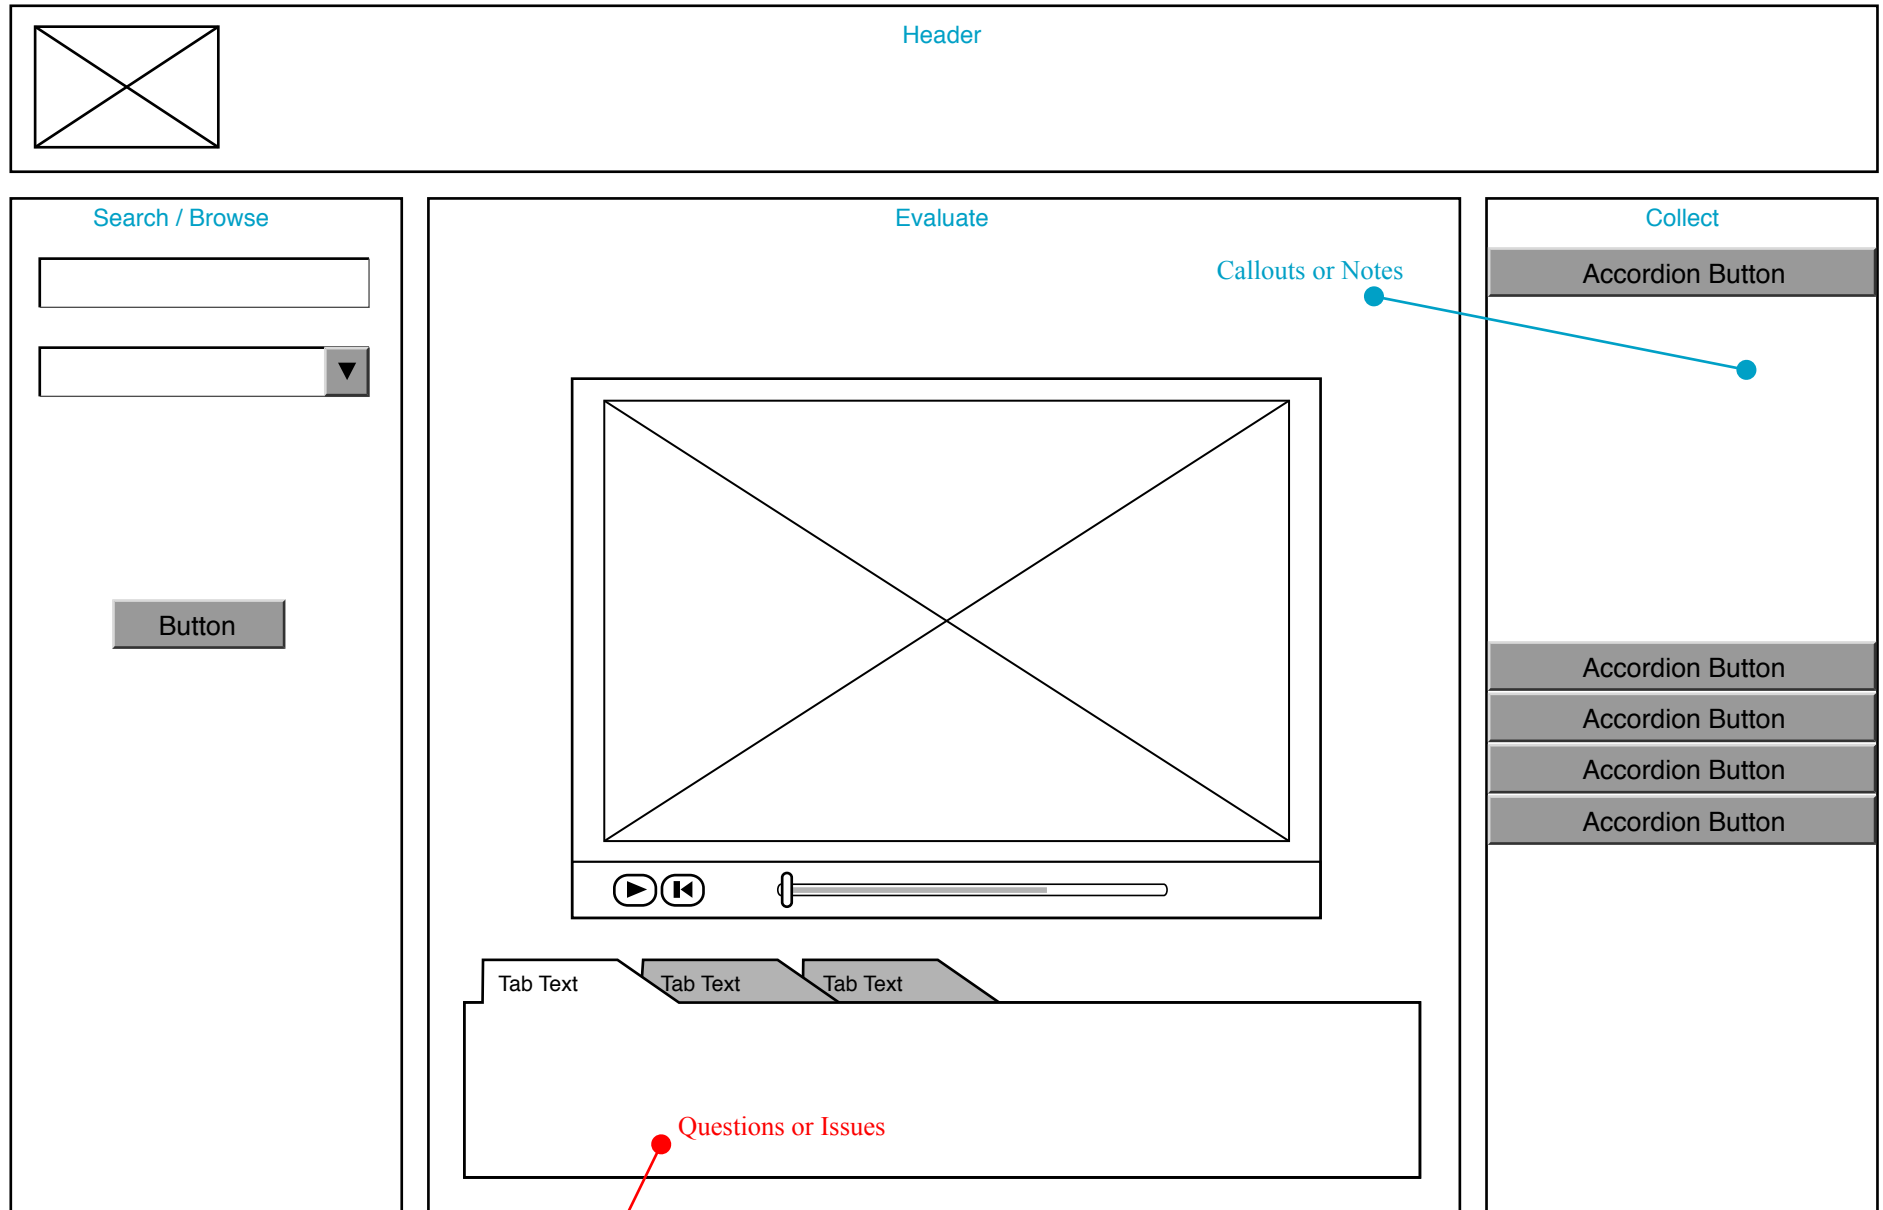 Header
Search / Browse
Evaluate
Collect
Callouts or Notes
Accordion Button
Button
Accordion Button
Accordion Button
Accordion Button
Accordion Button
Tab Text
Tab Text
Tab Text
Questions or Issues